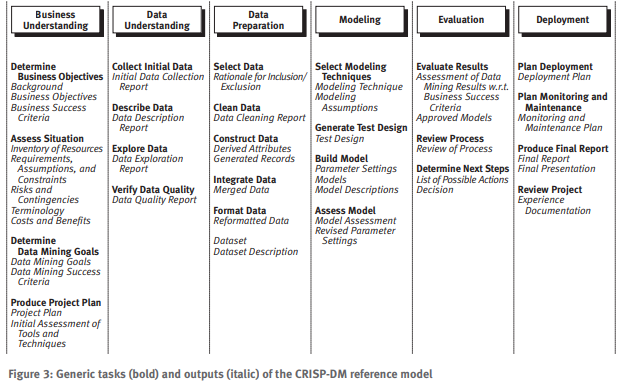 Business
Understanding
Data
Understanding
Data
Preparation
Modeling
Evaluation
Deployment
Determine
Business Objectives
Background
Business Objectives
Business Success
Criteria
Assess Situation
Inventory of Resources
Requirements,
Assumptions, and
Constraints
Risks and
Contingencies
Terminology
Costs and Benefits
Determine
Data Mining Goals
Data Mining Goals
Data Mining Success
Criteria
Produce Project Plan
Project Plan
Initial Assessment of
Tools and
Techniques
Collect Initial Data
Initial Data Collection
Report
Describe Data
Data Description
Report
Explore Data
Data Exploration
Report
Verify Data Quality
Data Quality Report
Select Data
Rationale for Inclusion/
Exclusion
Clean Data
Data Cleaning Report
Construct Data
Derived Attributes
Generated Records
Integrate Data
Merged Data
Format Data
Reformatted Data
Dataset
Dataset Description
Select Modeling
Techniques
Modeling Technique
Modeling
Assumptions
Generate Test Design
Test Design
Build Model
Parameter Settings
Models
Model Descriptions
Assess Model
Model Assessment
Revised Parameter
Settings
Evaluate Results
Assessment of Data
Mining Results w.r.t.
Business Success
Criteria
Approved Models
Review Process
Review of Process
Determine Next Steps
List of Possible Actions
Decision
Plan Deployment
Deployment Plan
Plan Monitoring and
Maintenance
Monitoring and
Maintenance Plan
Produce Final Report
Final Report
Final Presentation
Review Project
Experience
Documentation
Figure 3: Generic tasks (bold) and outputs (italic) of the CRISP-DM reference model